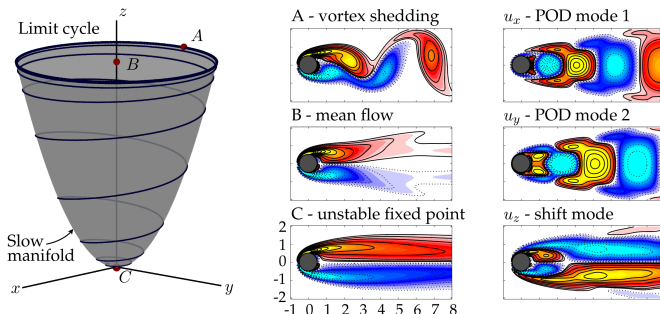 z
Limit cycle
A
B
Slow
manifold
C
x
y
A - vortex shedding
B - mean flow
C - unstable fixed point
2
1
0
-1
-2
-1 0 1 2 3 4 5 6 7 8
u_x - POD mode 1
u_y - POD mode 2
u_z - shift mode